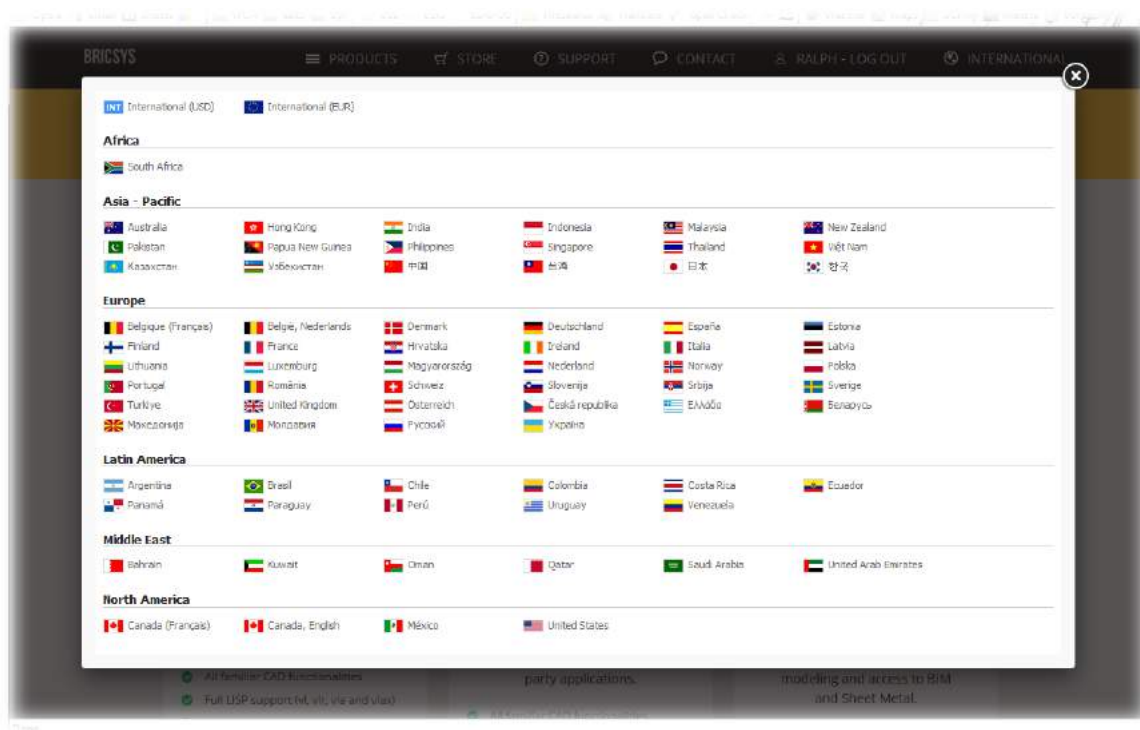 BRICSYS PRODUCTS STORE SUPPORT CONTACT RALPH - LOG OUT INTERNATIONAL
INT International (USD) International (EUR)
Africa
South Africa
Asia - Pacific
Australia Hong Kong India Indonesia Malaysia New Zealand
Pakistan Papua New Guinea Philippines Singapore Thailand Việt Nam
Казахстан Узбекистан 中国 台湾 日本 한국
Europe
Belgique (Français) België, Nederlands Denmark Deutschland España Estonia
Finland France Hrvatska Ireland Italia Latvia
Lithuania Luxemburg Magyarország Nederland Norway Polska
Portugal România Schweiz Slovenija Srbija Sverige
Türkiye United Kingdom Österreich Česká republika Ελλάδα Беларусь
Македонија Молдавия Русский Україна
Latin America
Argentina Brasil Chile Colombia Costa Rica Ecuador
Panamá Paraguay Perú Uruguay Venezuela
Middle East
Bahrain Kuwait Oman Qatar Saudi Arabia United Arab Emirates
North America
Canada (Français) Canada, English México United States
All familiar CAD functionalities party applications. modeling and access to BIM
Full LISP support (vl, vlr, vla and vlax) and Sheet Metal.